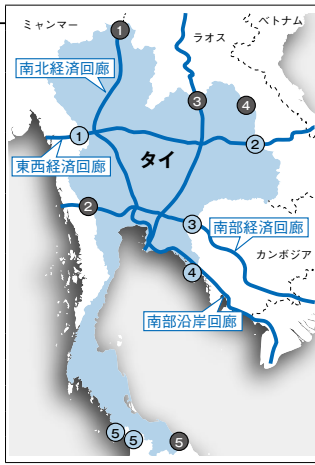 ミャンマー
ラオス
ベトナム
1
南北経済回廊
3
4
1
2
東西経済回廊
タイ
2
3
南部経済回廊
カンボジア
4
南部沿岸回廊
5
5
5